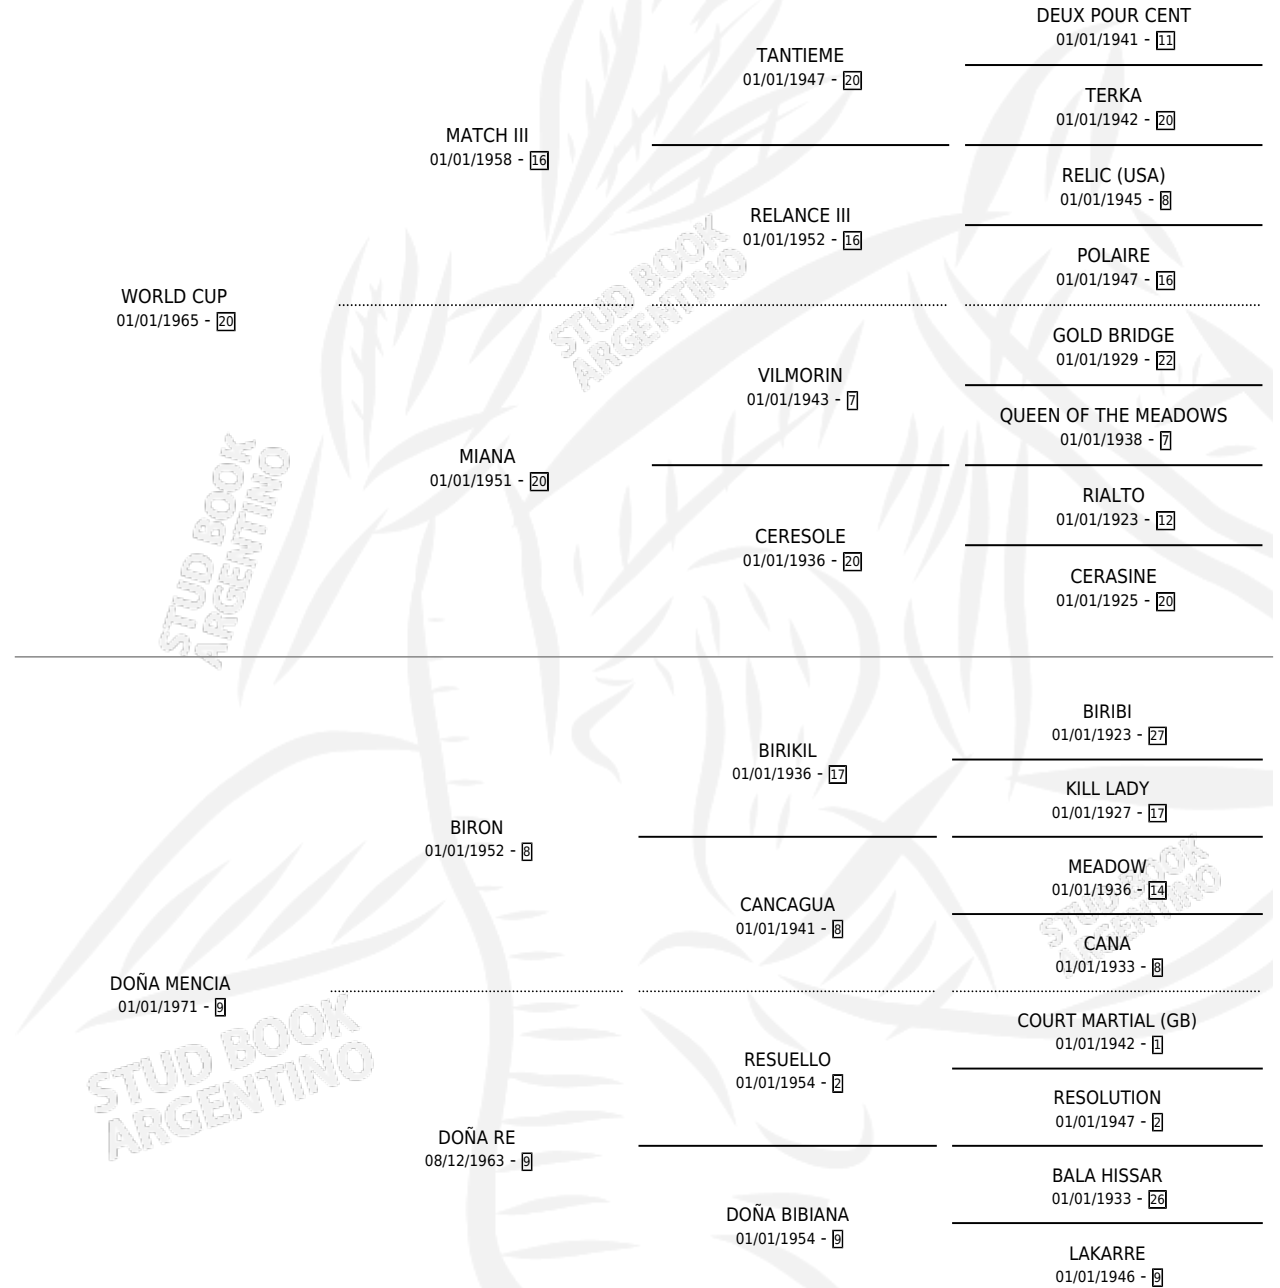 DEUX POUR CENT
01/01/1941 - 11
TANTIEME
01/01/1947 - 20
TERKA
01/01/1942 - 20
MATCH III
01/01/1958 - 16
RELIC (USA)
01/01/1945 - 8
RELANCE III
01/01/1952 - 16
POLAIRE
01/01/1947 - 16
WORLD CUP
01/01/1965 - 20
STUD BOOK
ARGENTINO
GOLD BRIDGE
01/01/1929 - 22
VILMORIN
01/01/1943 - 7
QUEEN OF THE MEADOWS
01/01/1938 - 7
MIANA
01/01/1951 - 20
RIALTO
01/01/1923 - 12
CERESOLE
01/01/1936 - 20
CERASINE
01/01/1925 - 20
STUD BOOK
ARGENTINO
BIRIBI
01/01/1923 - 27
BIRIKIL
01/01/1936 - 17
KILL LADY
01/01/1927 - 17
BIRON
01/01/1952 - 8
MEADOW
01/01/1936 - 14
CANCAGUA
01/01/1941 - 8
STUD BOOK
ARGENTINO
CANA
01/01/1933 - 8
DOÑA MENCIA
01/01/1971 - 9
COURT MARTIAL (GB)
01/01/1942 - 1
STUD BOOK
ARGENTINO
RESUELLO
01/01/1954 - 2
RESOLUTION
01/01/1947 - 2
DOÑA RE
08/12/1963 - 9
BALA HISSAR
01/01/1933 - 26
DOÑA BIBIANA
01/01/1954 - 9
LAKARRE
01/01/1946 - 9